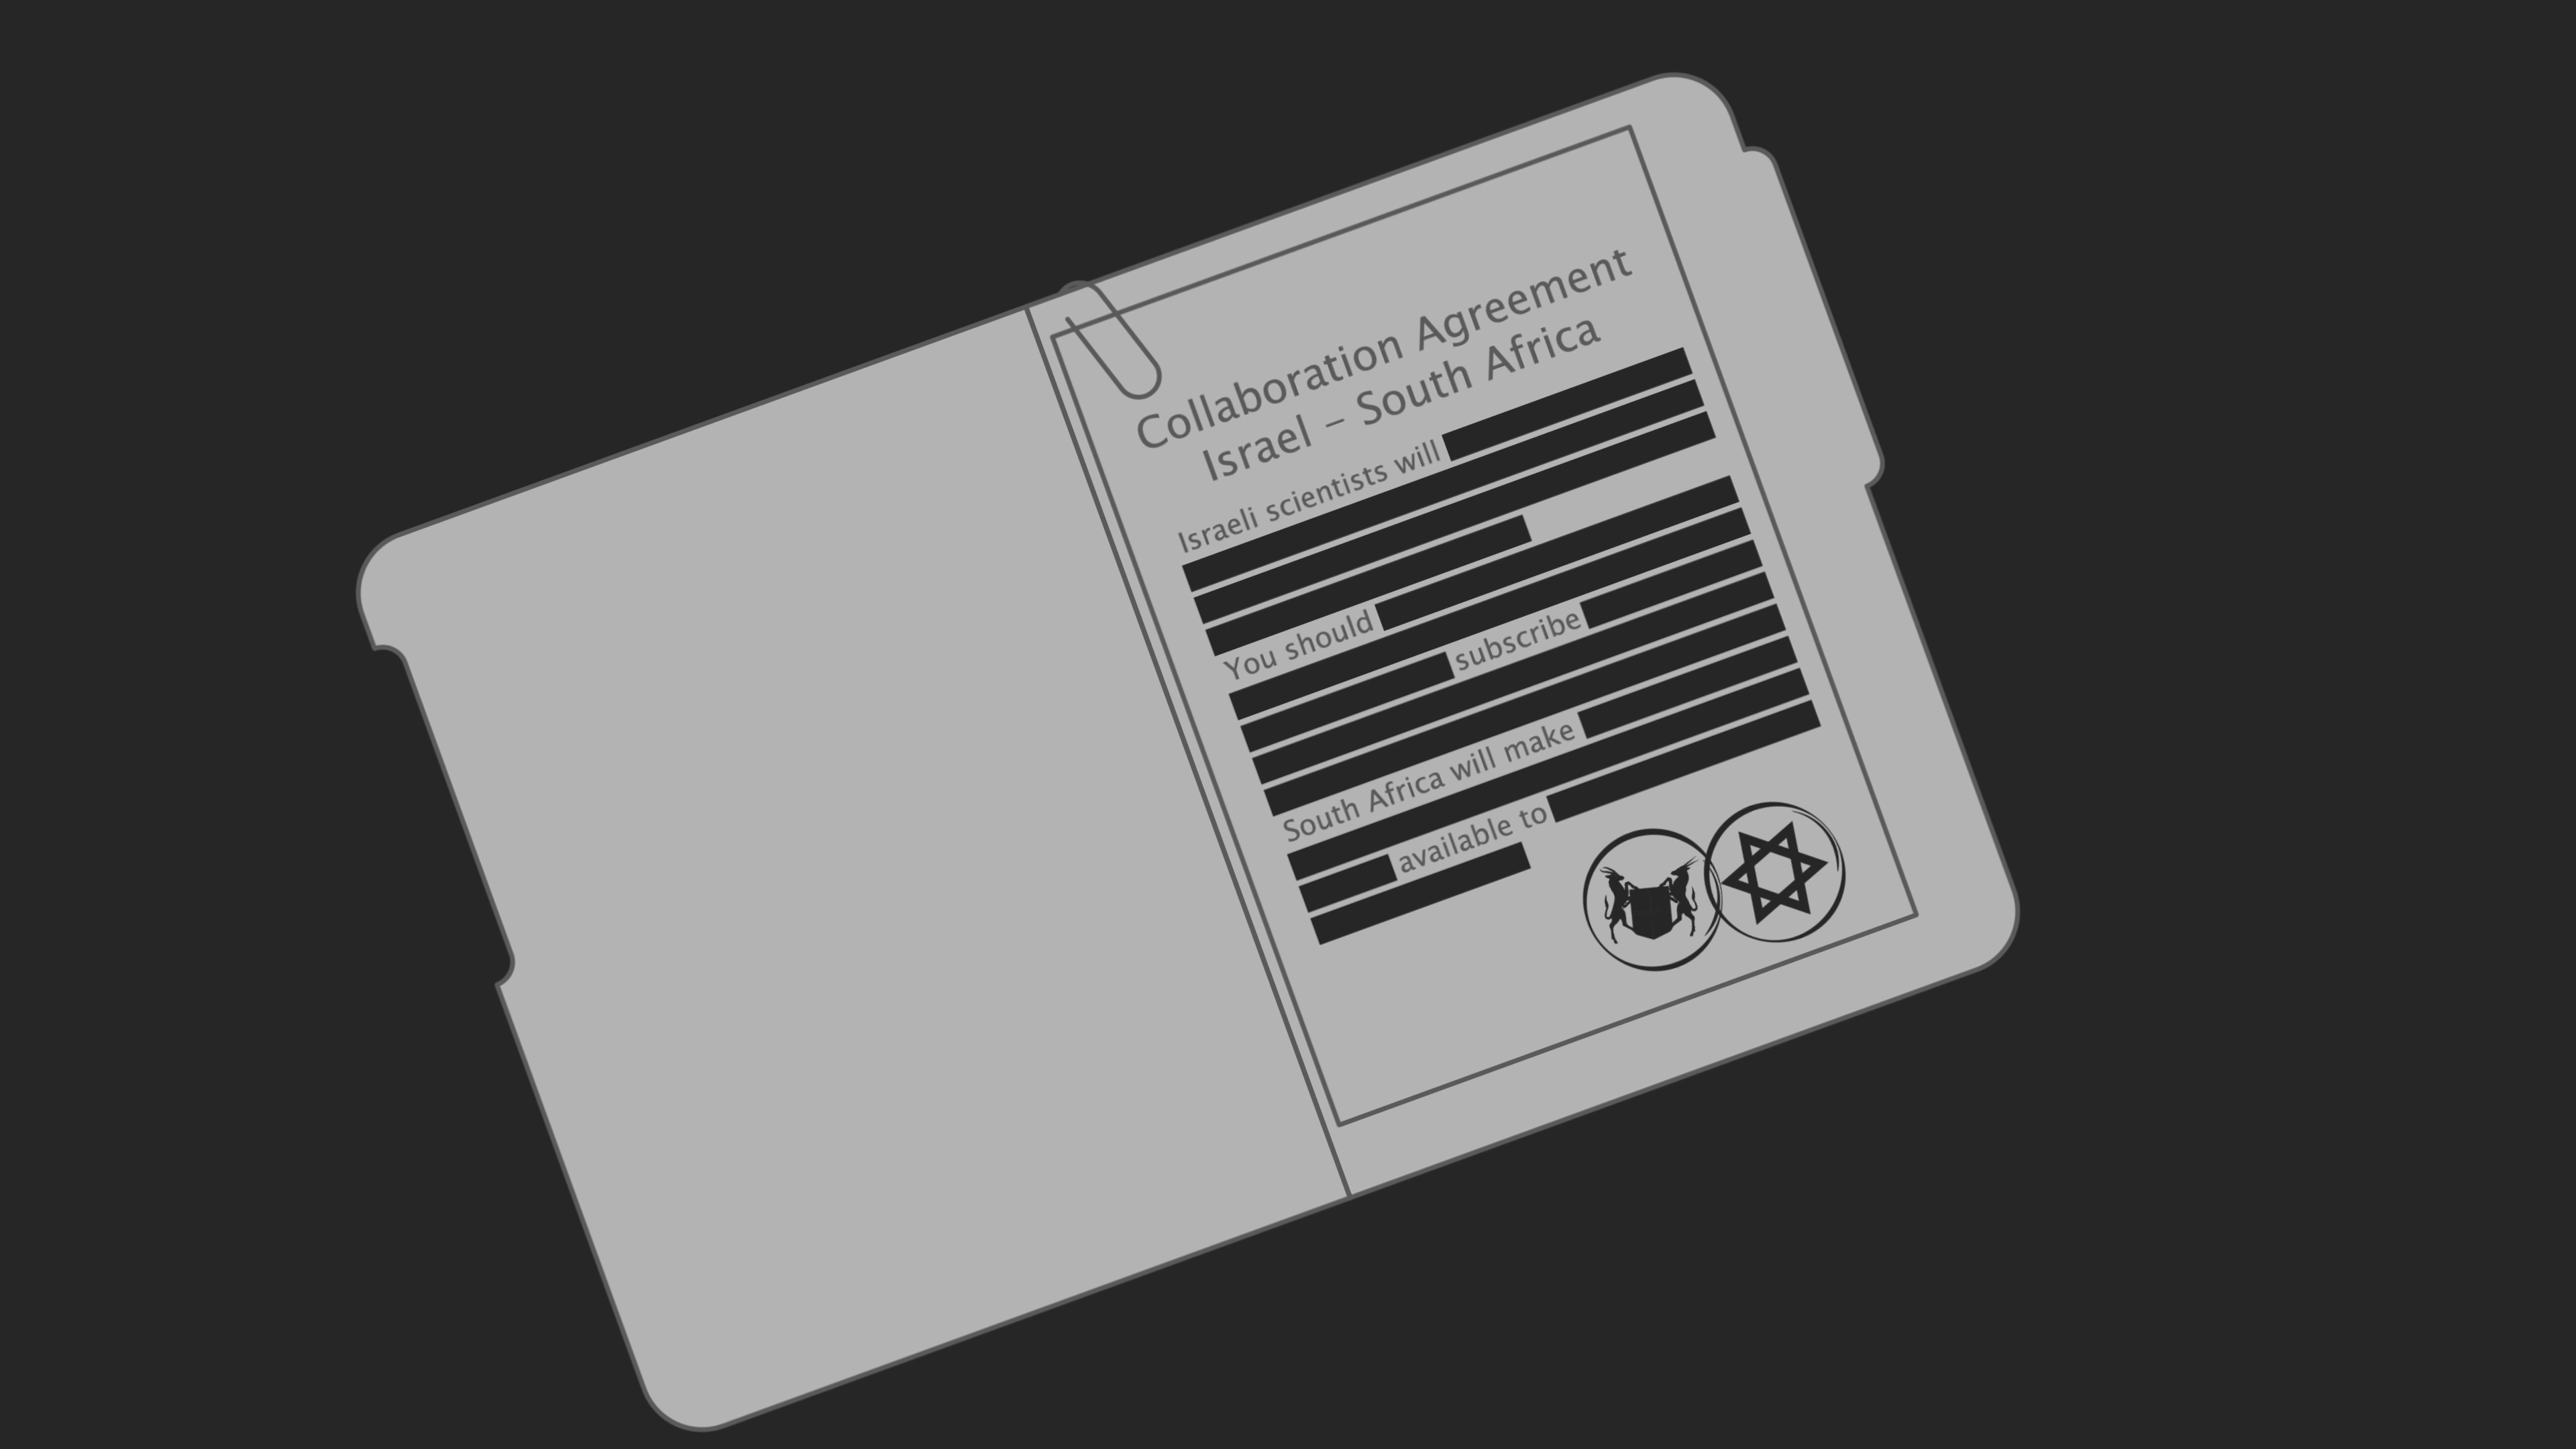 Collaboration Agreement
Israel – South Africa
Israeli scientists will
You should
subscribe
South Africa will make
available to